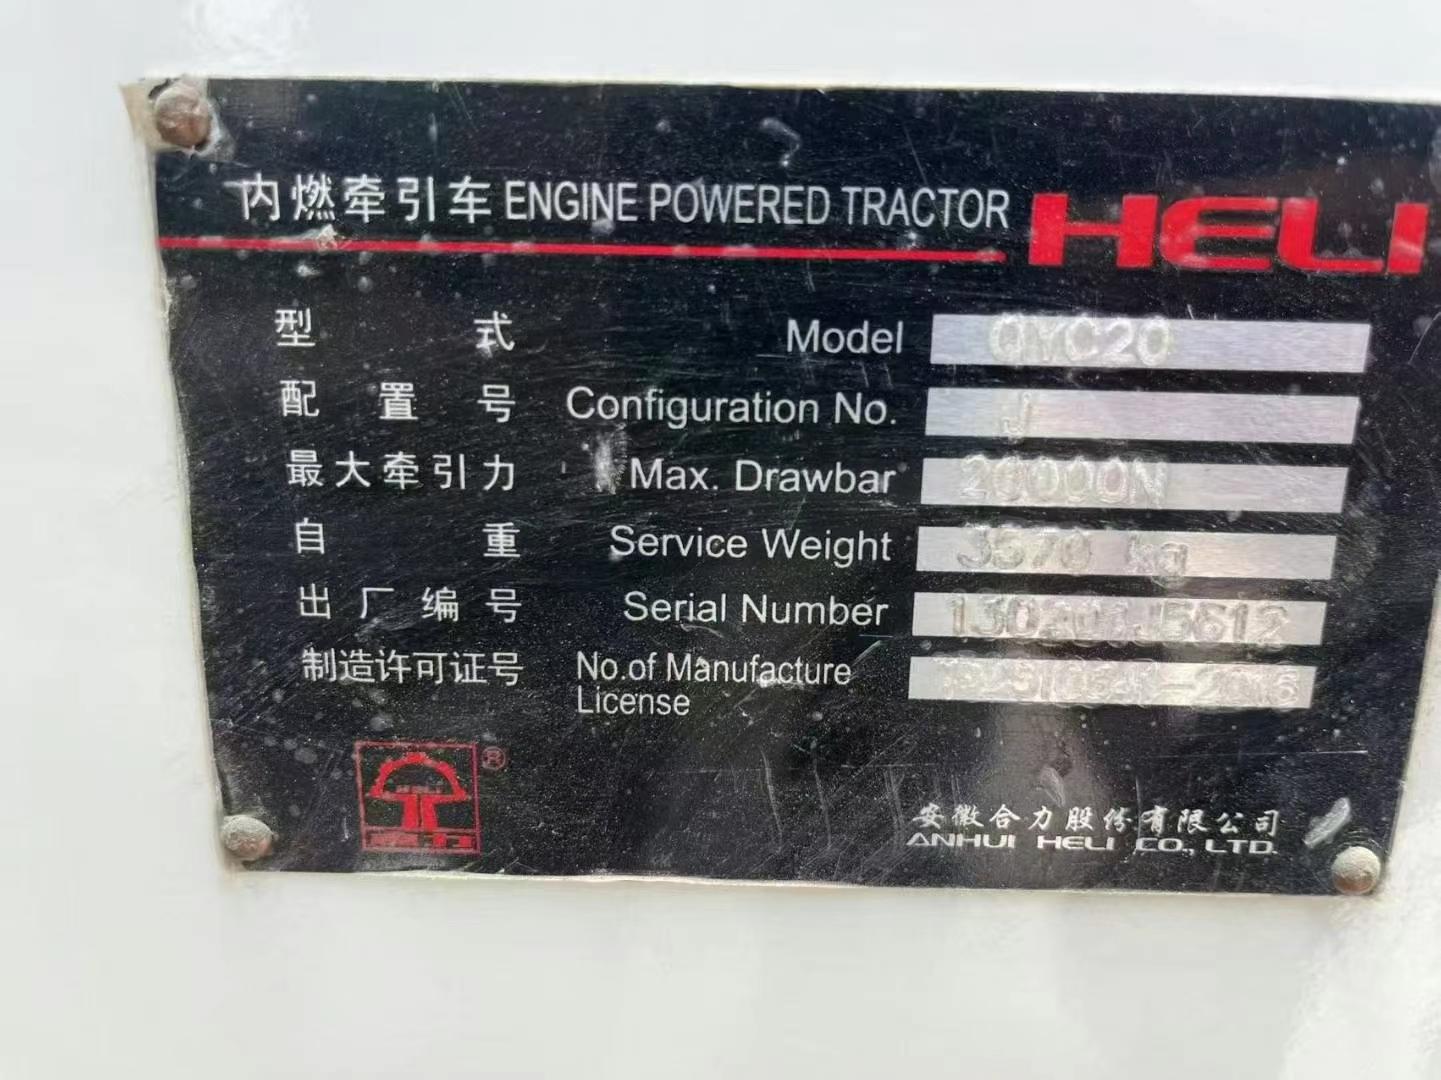 内燃牵引车 ENGINE POWERED TRACTOR HELI
型式 Model QYC20
配置号 Configuration No. J
最大牵引力 Max. Drawbar 20000N
自重 Service Weight 3570 kg
出厂编号 Serial Number
制造许可证号 No.of Manufacture License
合力 ®
安徽合力股份有限公司
ANHUI HELI CO., LTD.